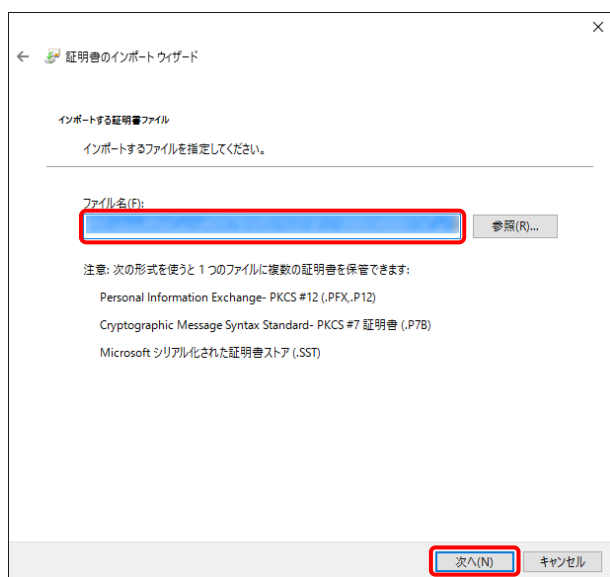 証明書のインポート ウィザード
インポートする証明書ファイル
インポートするファイルを指定してください。
ファイル名(F):
参照(R)...
注意: 次の形式を使うと 1 つのファイルに複数の証明書を保管できます:
Personal Information Exchange- PKCS #12 (.PFX,.P12)
Cryptographic Message Syntax Standard- PKCS #7 証明書 (.P7B)
Microsoft シリアル化された証明書ストア (.SST)
次へ(N)
キャンセル